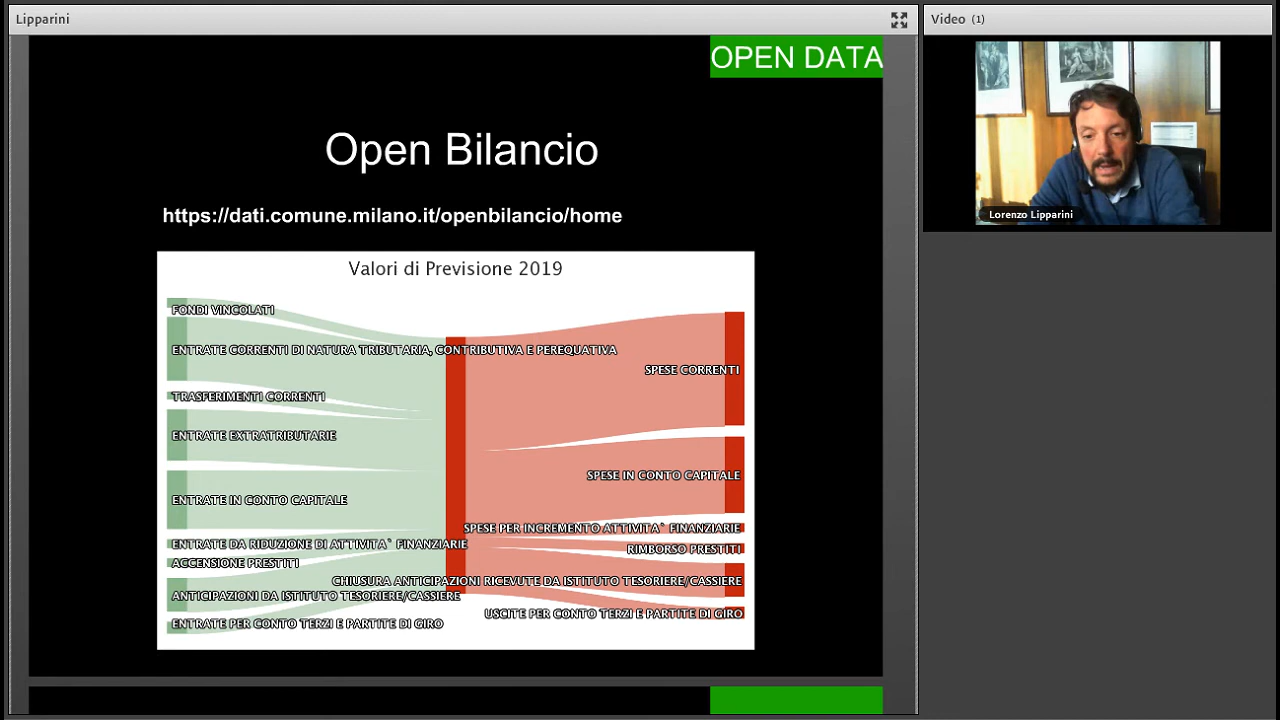 Lipparini
Video (1)
OPEN DATA
Open Bilancio
https://dati.comune.milano.it/openbilancio/home
Valori di Previsione 2019
FONDI VINCOLATI
ENTRATE CORRENTI DI NATURA TRIBUTARIA, CONTRIBUTIVA E PEREQUATIVA
TRASFERIMENTI CORRENTI
ENTRATE EXTRATRIBUTARIE
ENTRATE IN CONTO CAPITALE
ENTRATE DA RIDUZIONE DI ATTIVITA` FINANZIARIE
ACCENSIONE PRESTITI
ANTICIPAZIONI DA ISTITUTO TESORIERE/CASSIERE
ENTRATE PER CONTO TERZI E PARTITE DI GIRO
SPESE CORRENTI
SPESE IN CONTO CAPITALE
SPESE PER INCREMENTO ATTIVITA` FINANZIARIE
RIMBORSO PRESTITI
CHIUSURA ANTICIPAZIONI RICEVUTE DA ISTITUTO TESORIERE/CASSIERE
USCITE PER CONTO TERZI E PARTITE DI GIRO
Lorenzo Lipparini